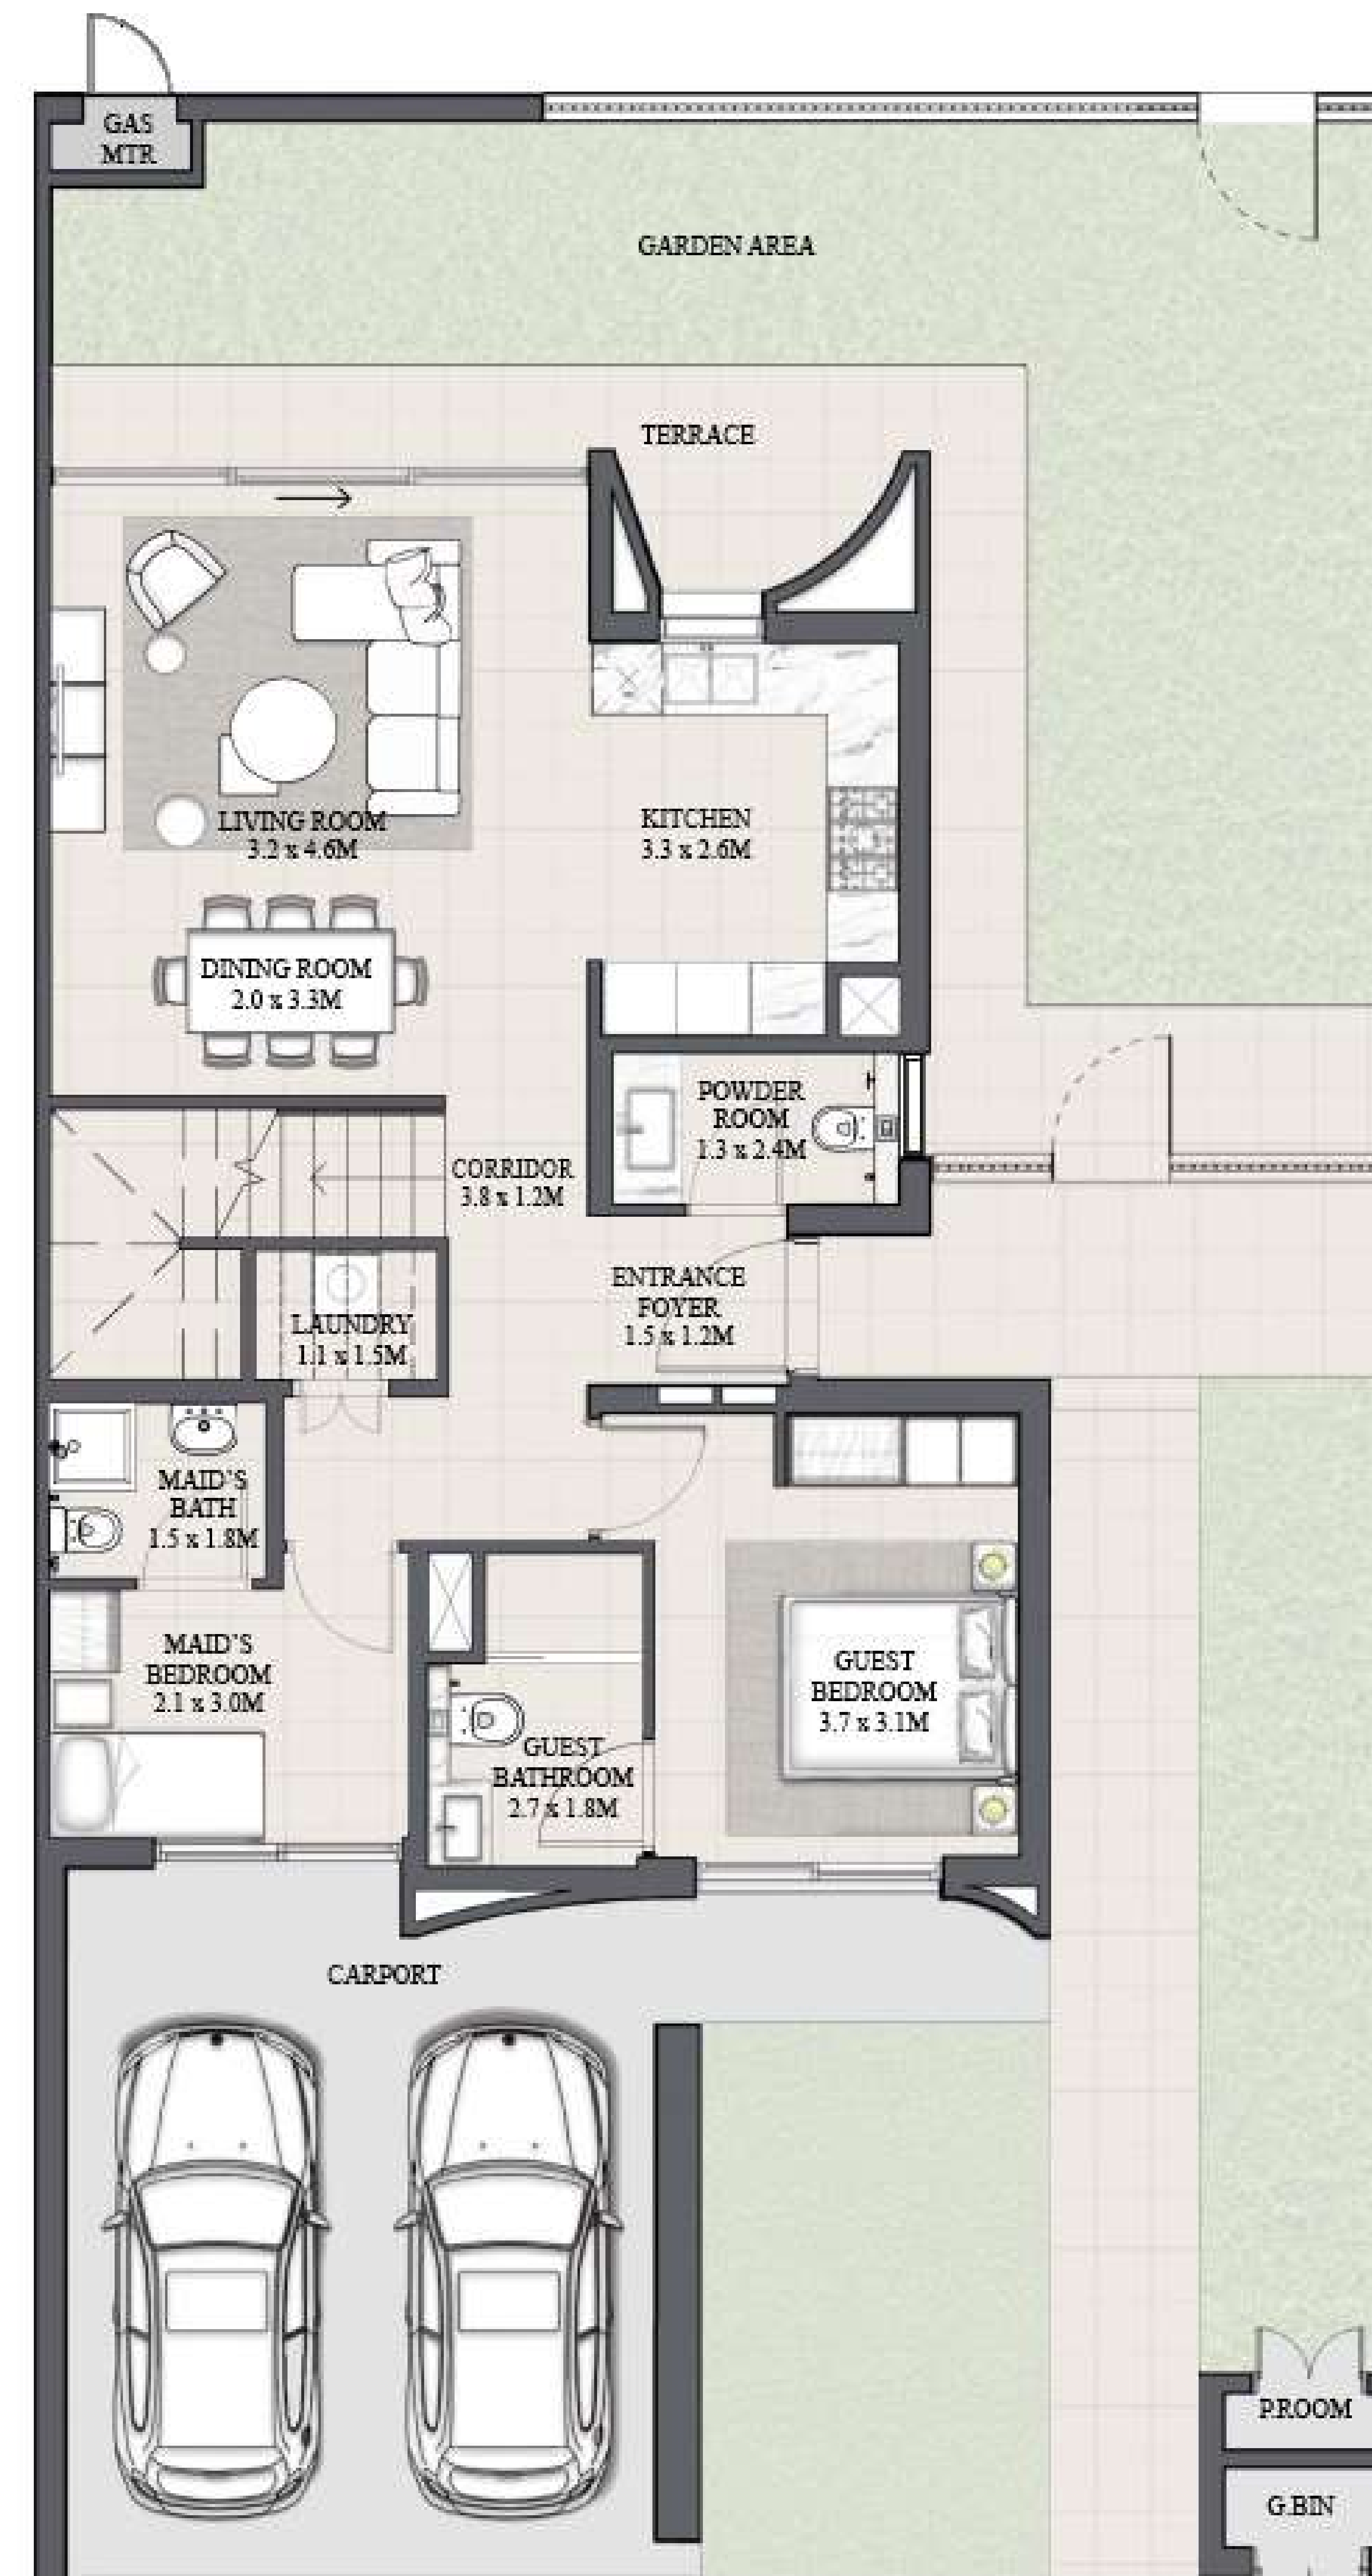 GAS
MTR
GARDEN AREA
TERRACE
LIVING ROOM
3.2 x 4.6M
KITCHEN
3.3 x 2.6M
DINING ROOM
2.0 x 3.3M
POWDER
ROOM
1.3 x 2.4M
CORRIDOR
3.8 x 1.2M
ENTRANCE
FOYER
1.5 x 1.2M
LAUNDRY
1.1 x 1.5M
MAID'S
BATH
1.5 x 1.8M
MAID'S
BEDROOM
2.1 x 3.0M
GUEST
BEDROOM
3.7 x 3.1M
GUEST
BATHROOM
2.7 x 1.8M
CARPORT
P.ROOM
G.BIN